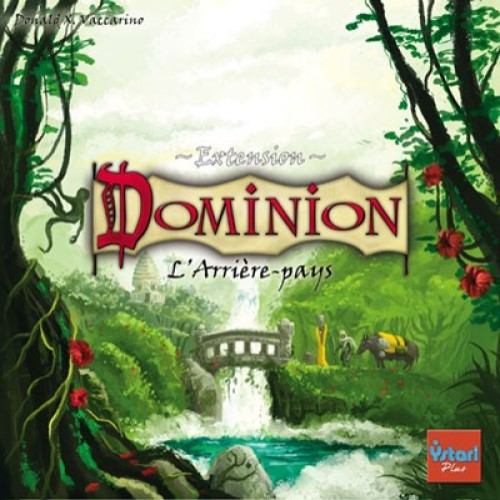 Donald X. Vaccarino
~Extension~
DOMINION
L'Arrière-pays
Ystari
Plus